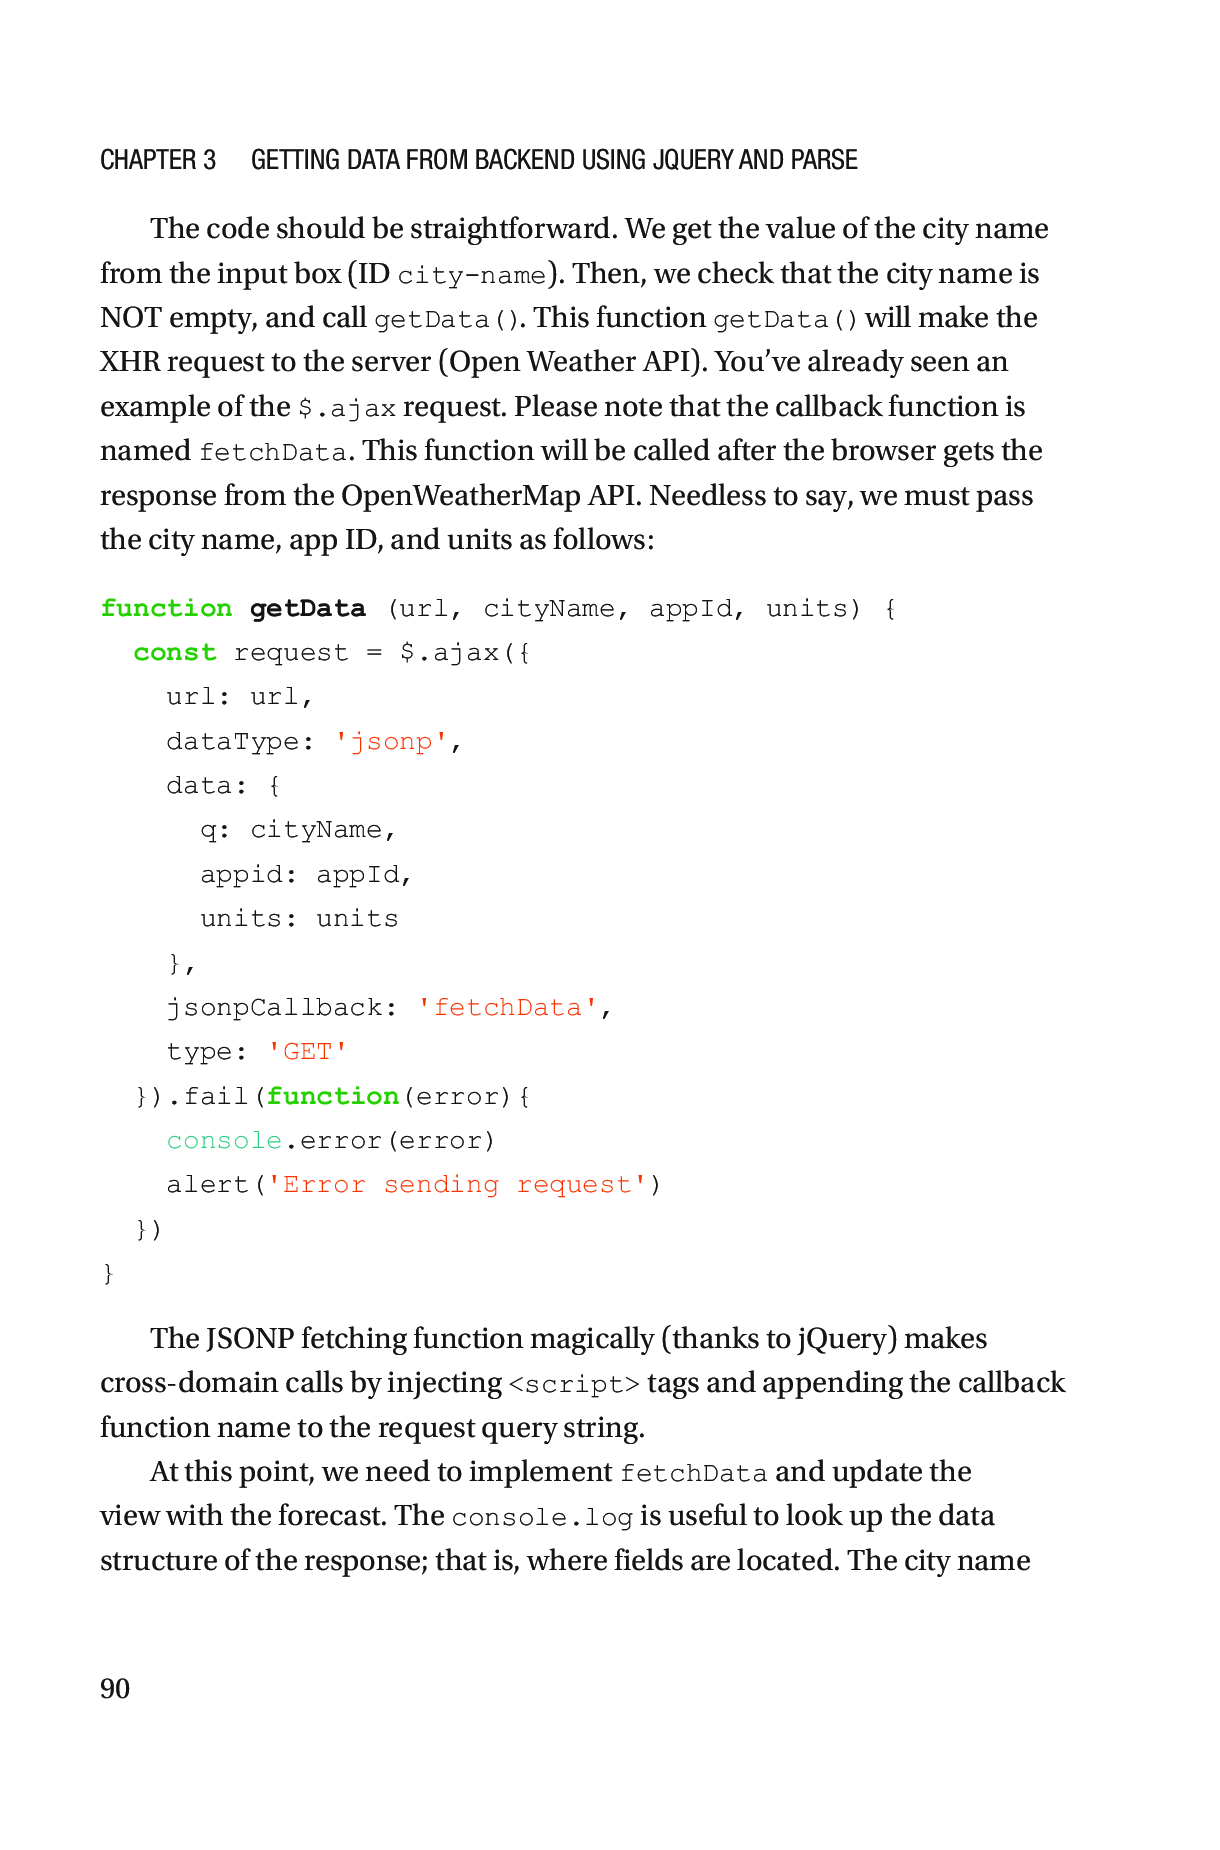 CHAPTER 3 GETTING DATA FROM BACKEND USING JQUERY AND PARSE
The code should be straightforward. We get the value of the city name
from the input box (ID city-name). Then, we check that the city name is
NOT empty, and call getData(). This function getData() will make the
XHR request to the server (Open Weather API). You’ve already seen an
example of the $.ajax request. Please note that the callback function is
named fetchData. This function will be called after the browser gets the
response from the OpenWeatherMap API. Needless to say, we must pass
the city name, app ID, and units as follows:
function getData (url, cityName, appId, units) {
  const request = $.ajax({
    url: url,
    dataType: 'jsonp',
    data: {
      q: cityName,
      appid: appId,
      units: units
    },
    jsonpCallback: 'fetchData',
    type: 'GET'
  }).fail(function(error){
    console.error(error)
    alert('Error sending request')
  })
}
The JSONP fetching function magically (thanks to jQuery) makes
cross-domain calls by injecting <script> tags and appending the callback
function name to the request query string.
At this point, we need to implement fetchData and update the
view with the forecast. The console.log is useful to look up the data
structure of the response; that is, where fields are located. The city name
90